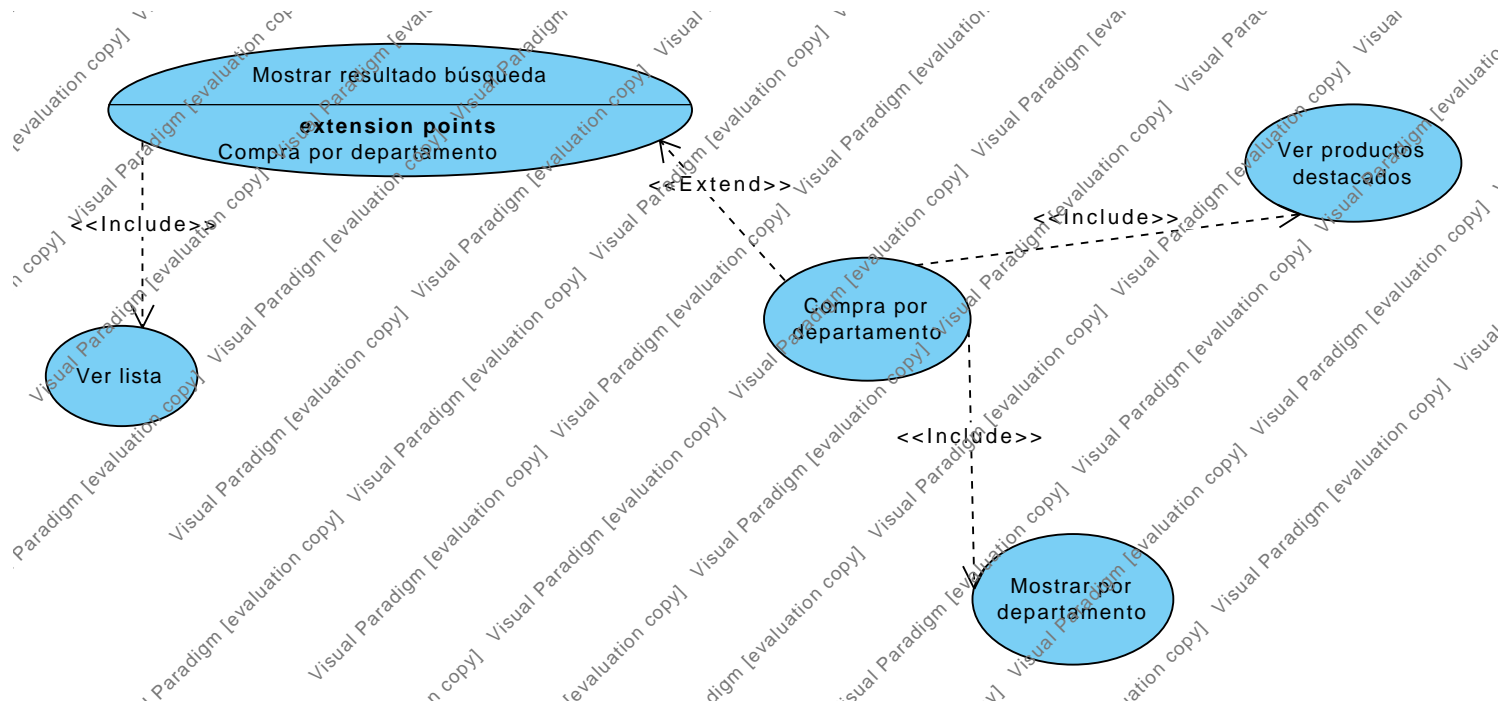 Mostrar resultado búsqueda
extension points
Compra por departamento
<<Extend>>
Ver productos
destacados
<<Include>>
<<Include>>
Compra por
departamento
Ver lista
<<Include>>
Mostrar por
departamento
Visual Paradigm [evaluation copy]